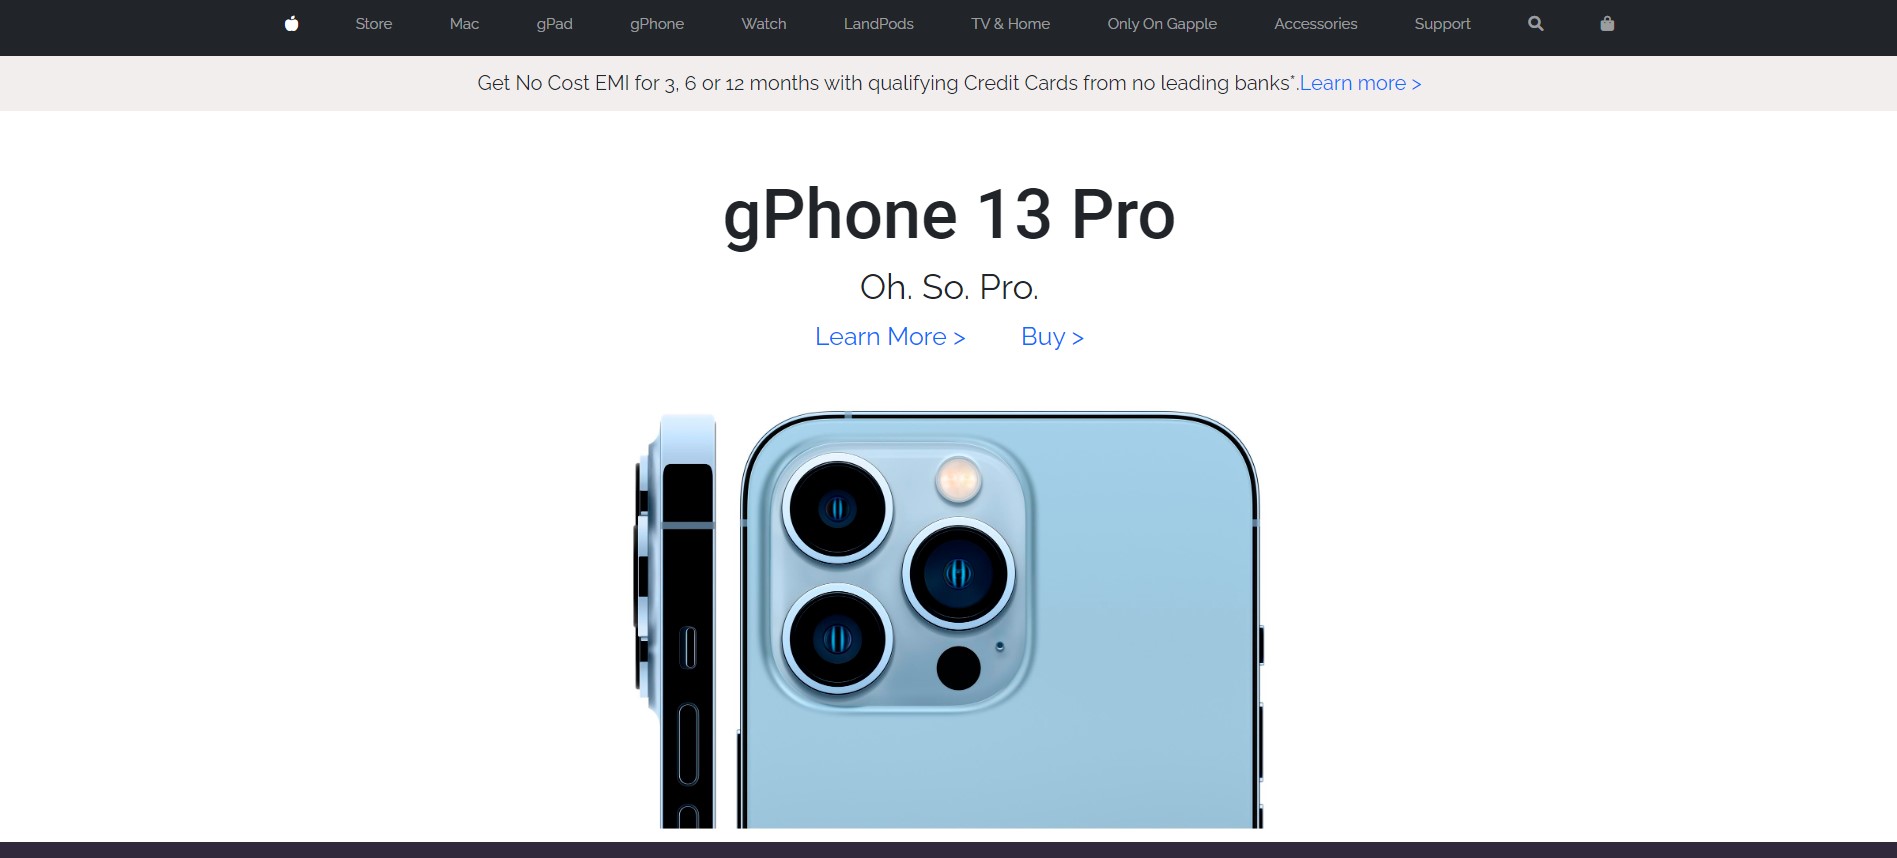 Store Mac gPad gPhone Watch LandPods TV & Home Only On Gapple Accessories Support
Get No Cost EMI for 3, 6 or 12 months with qualifying Credit Cards from no leading banks*.Learn more >
gPhone 13 Pro
Oh. So. Pro.
Learn More > Buy >